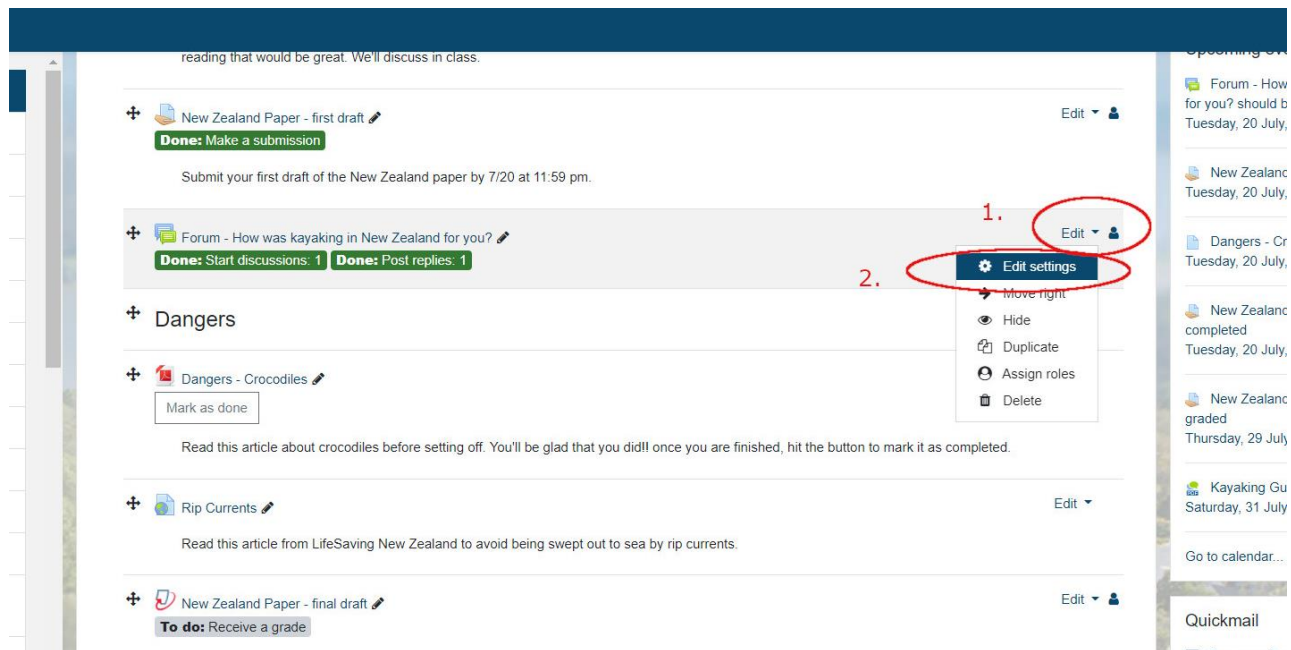 reading that would be great. We'll discuss in class.
New Zealand Paper - first draft
Edit
Done: Make a submission
Submit your first draft of the New Zealand paper by 7/20 at 11:59 pm.
1.
Forum - How was kayaking in New Zealand for you?
Edit
Done: Start discussions: 1 Done: Post replies: 1
2.
Edit settings
Move right
Hide
Duplicate
Assign roles
Delete
Dangers
Dangers - Crocodiles
Mark as done
Read this article about crocodiles before setting off. You'll be glad that you did!! once you are finished, hit the button to mark it as completed.
Rip Currents
Edit
Read this article from LifeSaving New Zealand to avoid being swept out to sea by rip currents.
New Zealand Paper - final draft
Edit
To do: Receive a grade
Upcoming
Forum - How
for you? should
Tuesday, 20 July,
New
Tuesday, 20 July,
Dangers -
Tuesday, 20 July,
New
completed
Tuesday, 20 July,
New
graded
Thursday, 29 July
Kayaking
Saturday, 31 July
Go to calendar...
Quickmail